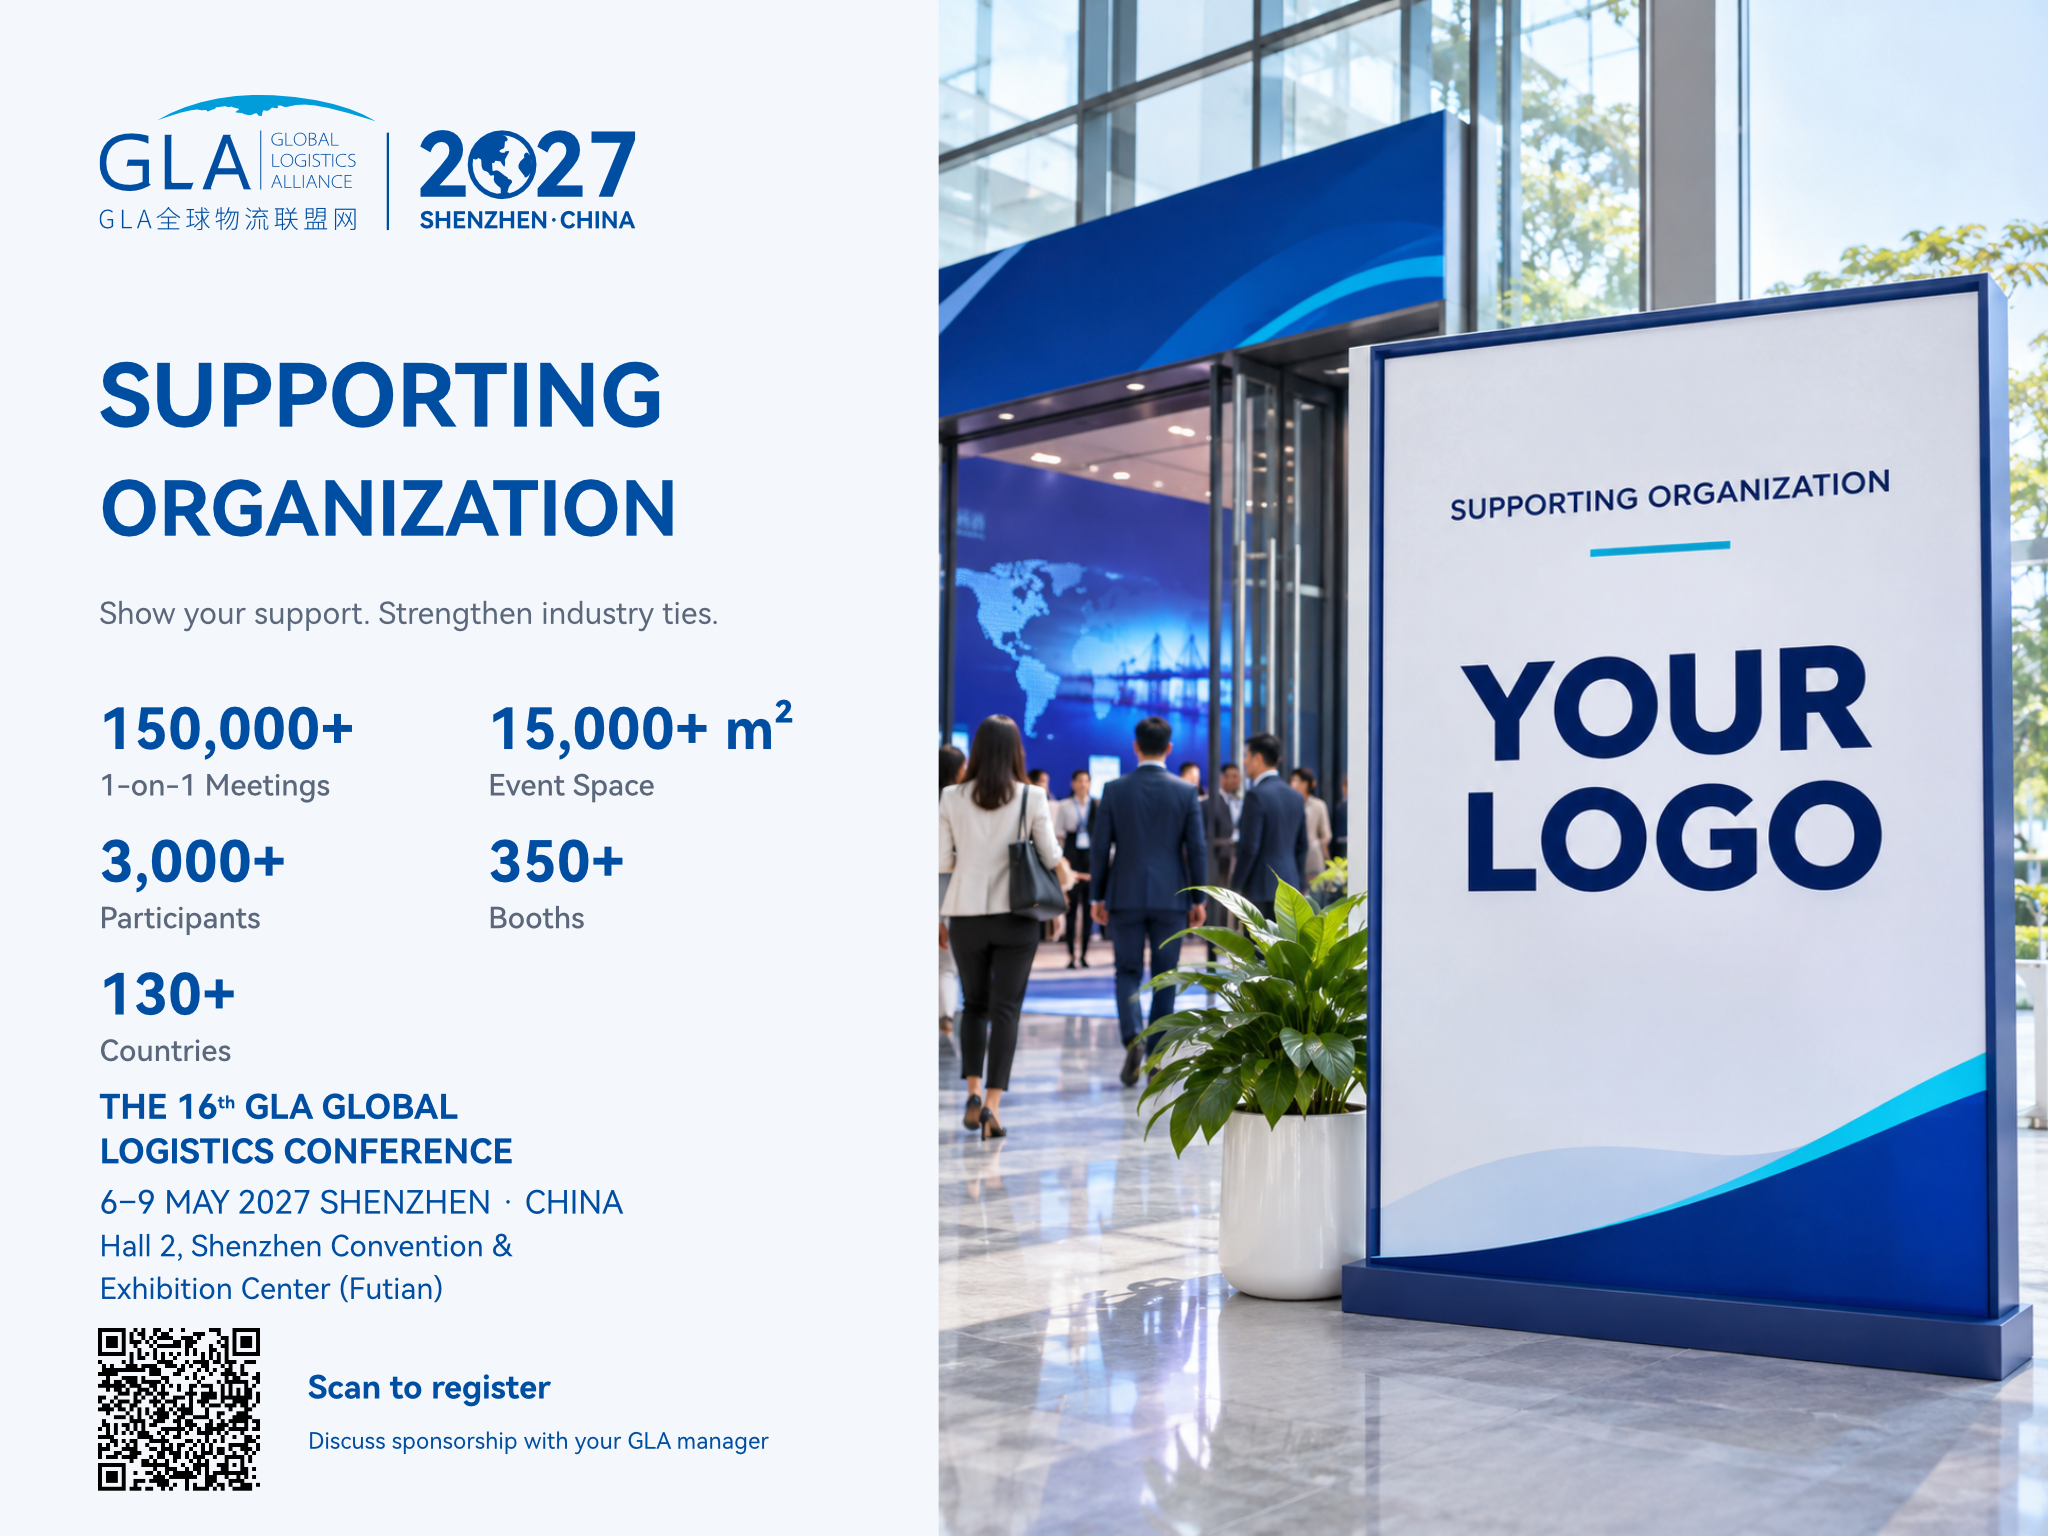 GLA
GLOBAL
LOGISTICS
ALLIANCE
GLA全球物流联盟网
2027
SHENZHEN·CHINA
SUPPORTING
ORGANIZATION
Show your support. Strengthen industry ties.
150,000+
1-on-1 Meetings
15,000+ m²
Event Space
3,000+
Participants
350+
Booths
130+
Countries
THE 16th GLA GLOBAL
LOGISTICS CONFERENCE
6–9 MAY 2027 SHENZHEN · CHINA
Hall 2, Shenzhen Convention &
Exhibition Center (Futian)
Scan to register
Discuss sponsorship with your GLA manager
SUPPORTING ORGANIZATION
YOUR
LOGO